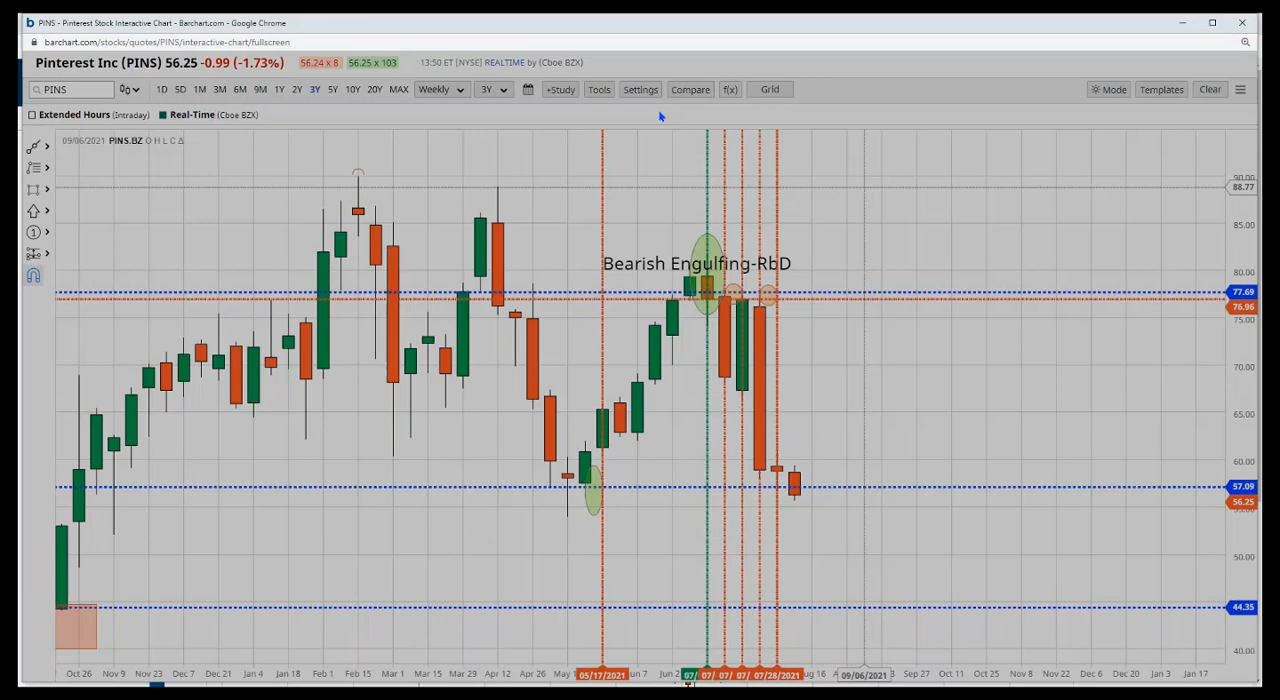 PINS - Pinterest Stock Interactive Chart - Barchart.com - Google Chrome
barchart.com/stocks/quotes/PINS/interactive-chart/fullscreen
Pinterest Inc (PINS) 56.25 -0.99 (-1.73%) 56.24 x 8 56.25 x 103 13:50 ET [NYSE] REALTIME by (Cboe BZX)
PINS 1D 5D 1M 3M 6M 9M 1Y 2Y 3Y 5Y 10Y 20Y MAX Weekly 3Y +Study Tools Settings Compare f(x) Grid Mode Templates Clear
Extended Hours (Intraday) Real-Time (Cboe BZX)
09/06/2021 PINS.BZ O H L C Δ
90.00
88.77
85.00
Bearish Engulfing-RbD
80.00
77.69
76.96
75.00
70.00
65.00
60.00
57.09
56.25
50.00
44.35
40.00
Oct 26 Nov 9 Nov 23 Dec 7 Dec 21 Jan 4 Jan 18 Feb 1 Feb 15 Mar 1 Mar 15 Mar 29 Apr 12 Apr 26 May 05/17/2021 un 7 Jun 2 07/ 07/ 07/ 07/ 07/28/2021 ug 16 09/06/2021 Sep 27 Oct 11 Oct 25 Nov 8 Nov 22 Dec 6 Dec 20 Jan 3 Jan 17